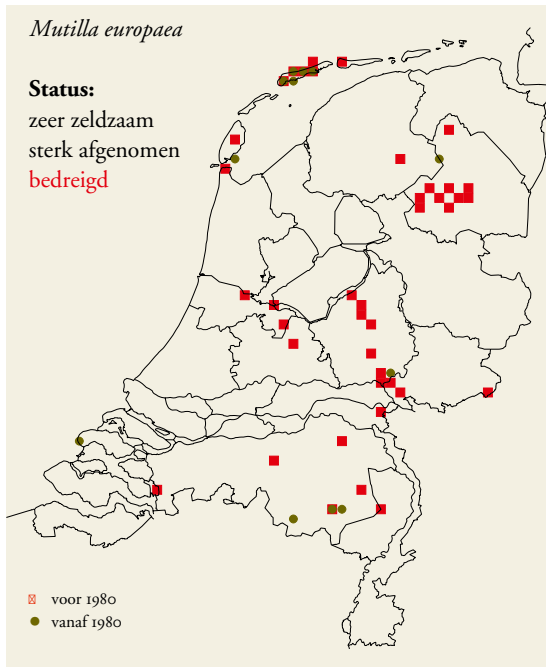 Mutilla europaea
Status:
zeer zeldzaam
sterk afgenomen
bedreigd
voor 1980
vanaf 1980